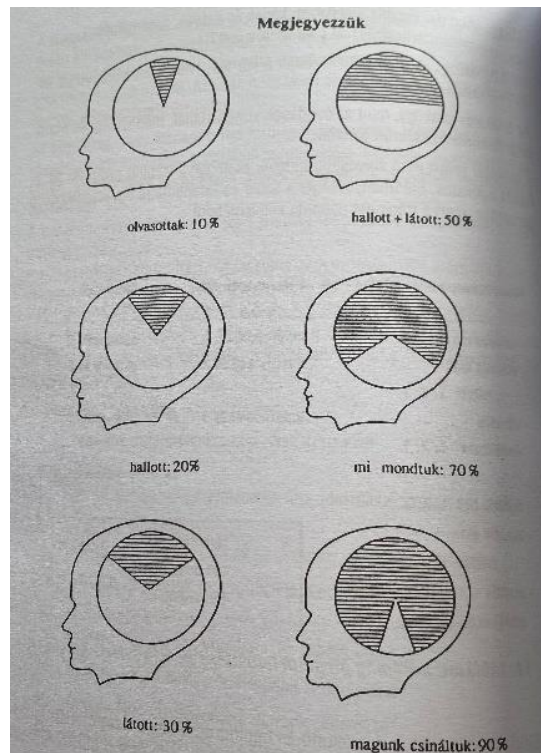 Megjegyezzük
olvasottak: 10%
hallott + látott: 50%
hallott: 20%
mi mondtuk: 70%
látott: 30%
magunk csináltuk: 90%